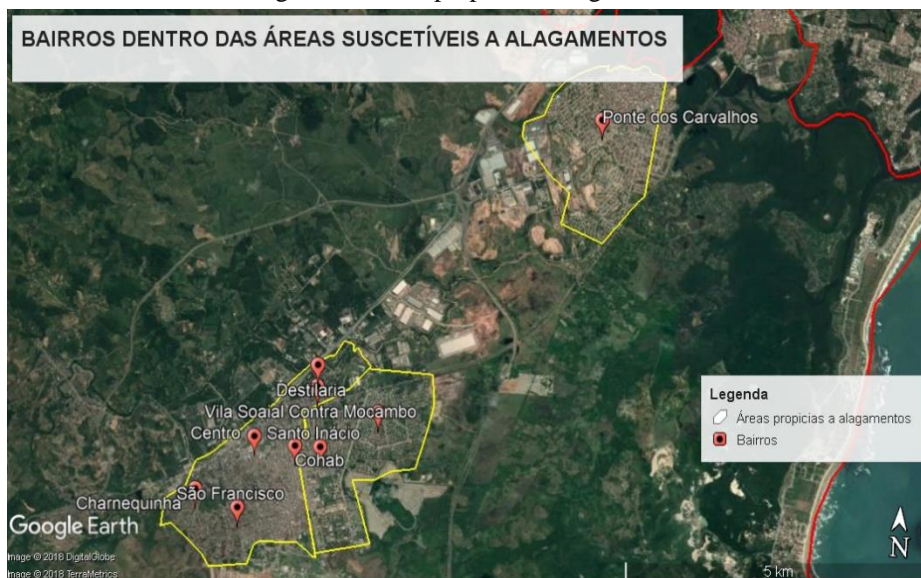 BAIRROS DENTRO DAS ÁREAS SUSCETÍVEIS A ALAGAMENTOS
Ponte dos Carvalhos
Destilaria
Vila Soaial Contra Mocambo
Centro
Santo Inácio
Cohab
Charnequinha
São Francisco
Legenda
Áreas propicias a alagamentos
Bairros
Google Earth
Image © 2018 DigitalGlobe
Image © 2018 TerraMetrics
5 km
N